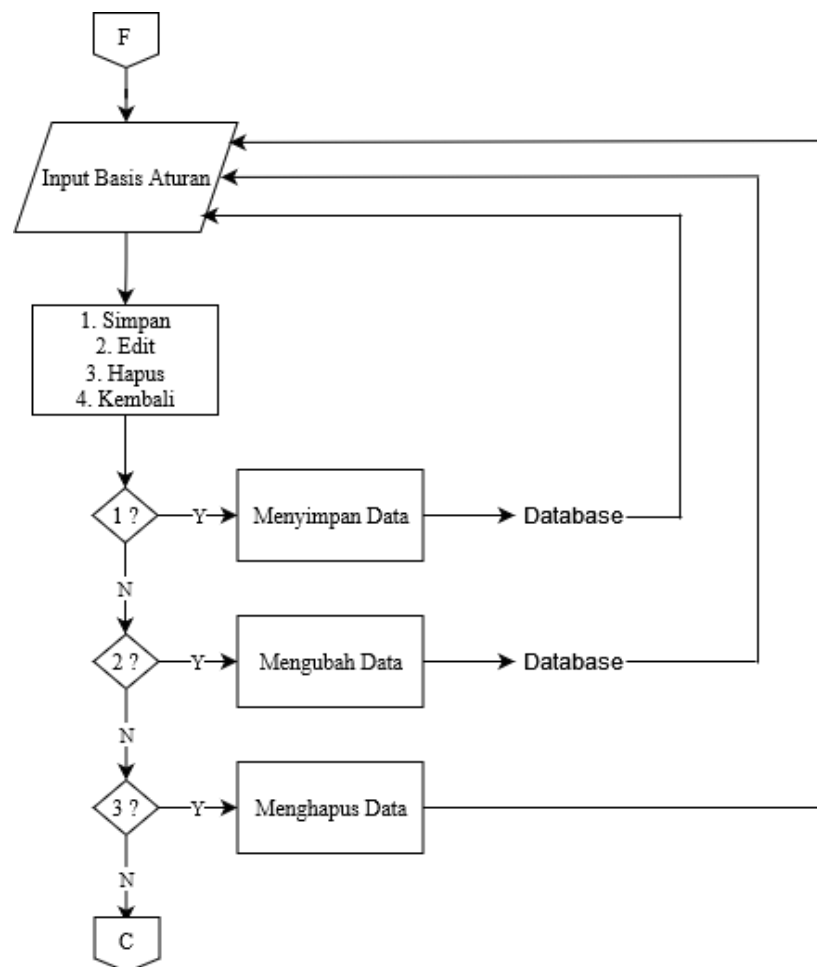 F
Input Basis Aturan
1. Simpan
2. Edit
3. Hapus
4. Kembali
1 ?
Y
Menyimpan Data
Database
N
2 ?
Y
Mengubah Data
Database
N
3 ?
Y
Menghapus Data
N
C